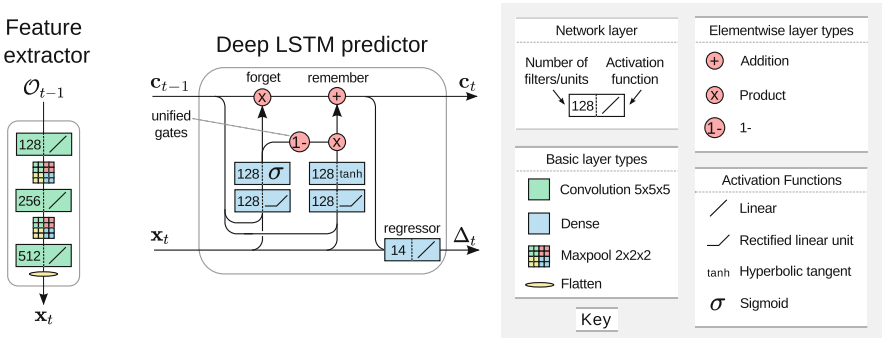 Feature
extractor
𝒪ₜ₋₁
128
256
512
𝐱ₜ
Deep LSTM predictor
𝐜ₜ₋₁
forget
remember
𝐜ₜ
x
+
unified
gates
1-
x
128 σ
128 tanh
128
128
𝐱ₜ
regressor
14
Δₜ
Network layer
Number of
filters/units
Activation
function
128
Basic layer types
Convolution 5x5x5
Dense
Maxpool 2x2x2
Flatten
Key
Elementwise layer types
+ Addition
x Product
1- 1-
Activation Functions
Linear
Rectified linear unit
tanh Hyperbolic tangent
σ Sigmoid